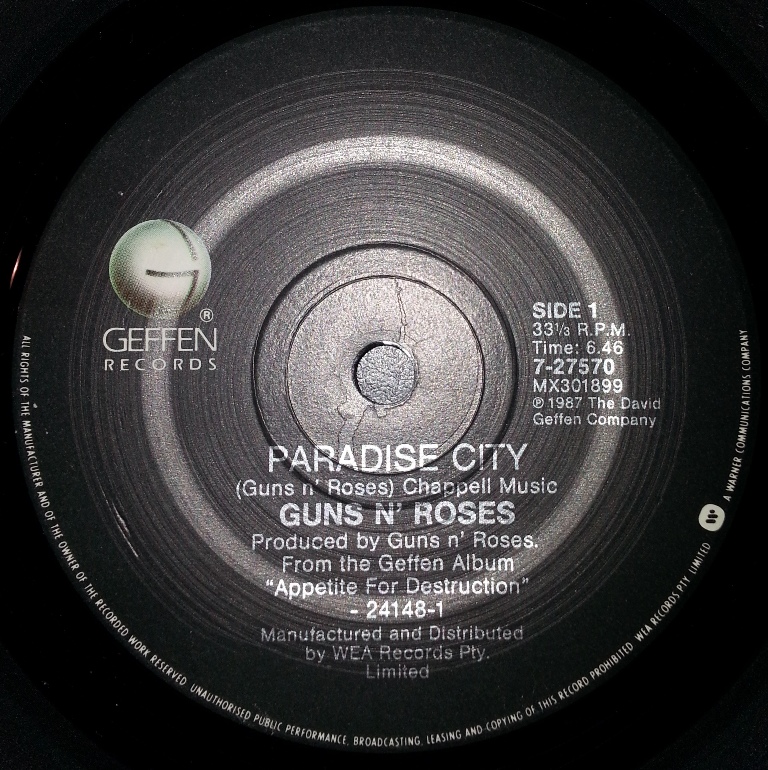 GEFFEN ®
RECORDS
SIDE 1
33⅓ R.P.M.
Time: 6.46
7-27570
MX301899
℗ 1987 The David
Geffen Company
PARADISE CITY
(Guns n' Roses) Chappell Music
GUNS N' ROSES
Produced by Guns n' Roses.
From the Geffen Album
"Appetite For Destruction"
- 24148-1
Manufactured and Distributed
by WEA Records Pty.
Limited
ALL RIGHTS OF THE MANUFACTURER AND OF THE OWNER OF THE RECORDED WORK RESERVED. UNAUTHORISED PUBLIC PERFORMANCE, BROADCASTING, LEASING AND COPYING OF THIS RECORD PROHIBITED. WEA RECORDS PTY. LIMITED A WARNER COMMUNICATIONS COMPANY